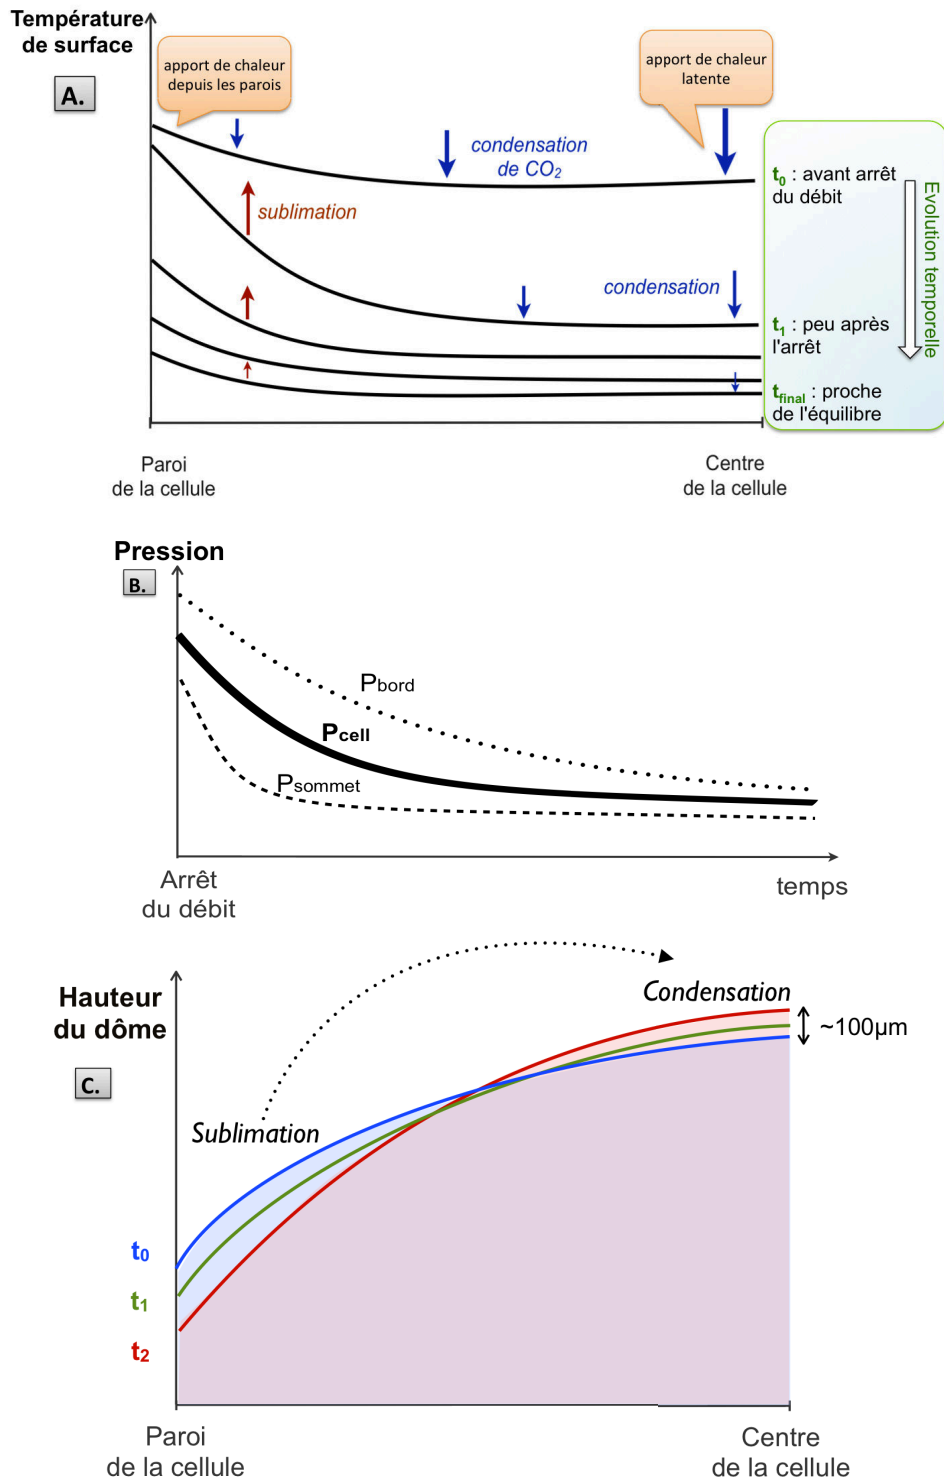 Température
de surface
A.
apport de chaleur
depuis les parois
apport de chaleur
latente
condensation
de CO₂
sublimation
condensation
t₀ : avant arrêt
du débit
t₁ : peu après
l'arrêt
tfinal : proche
de l'équilibre
Evolution temporelle
Paroi
de la cellule
Centre
de la cellule
Pression
B.
Pbord
Pcell
Psommet
Arrêt
du débit
temps
Hauteur
du dôme
C.
Condensation
~100µm
Sublimation
t₀
t₁
t₂
Paroi
de la cellule
Centre
de la cellule